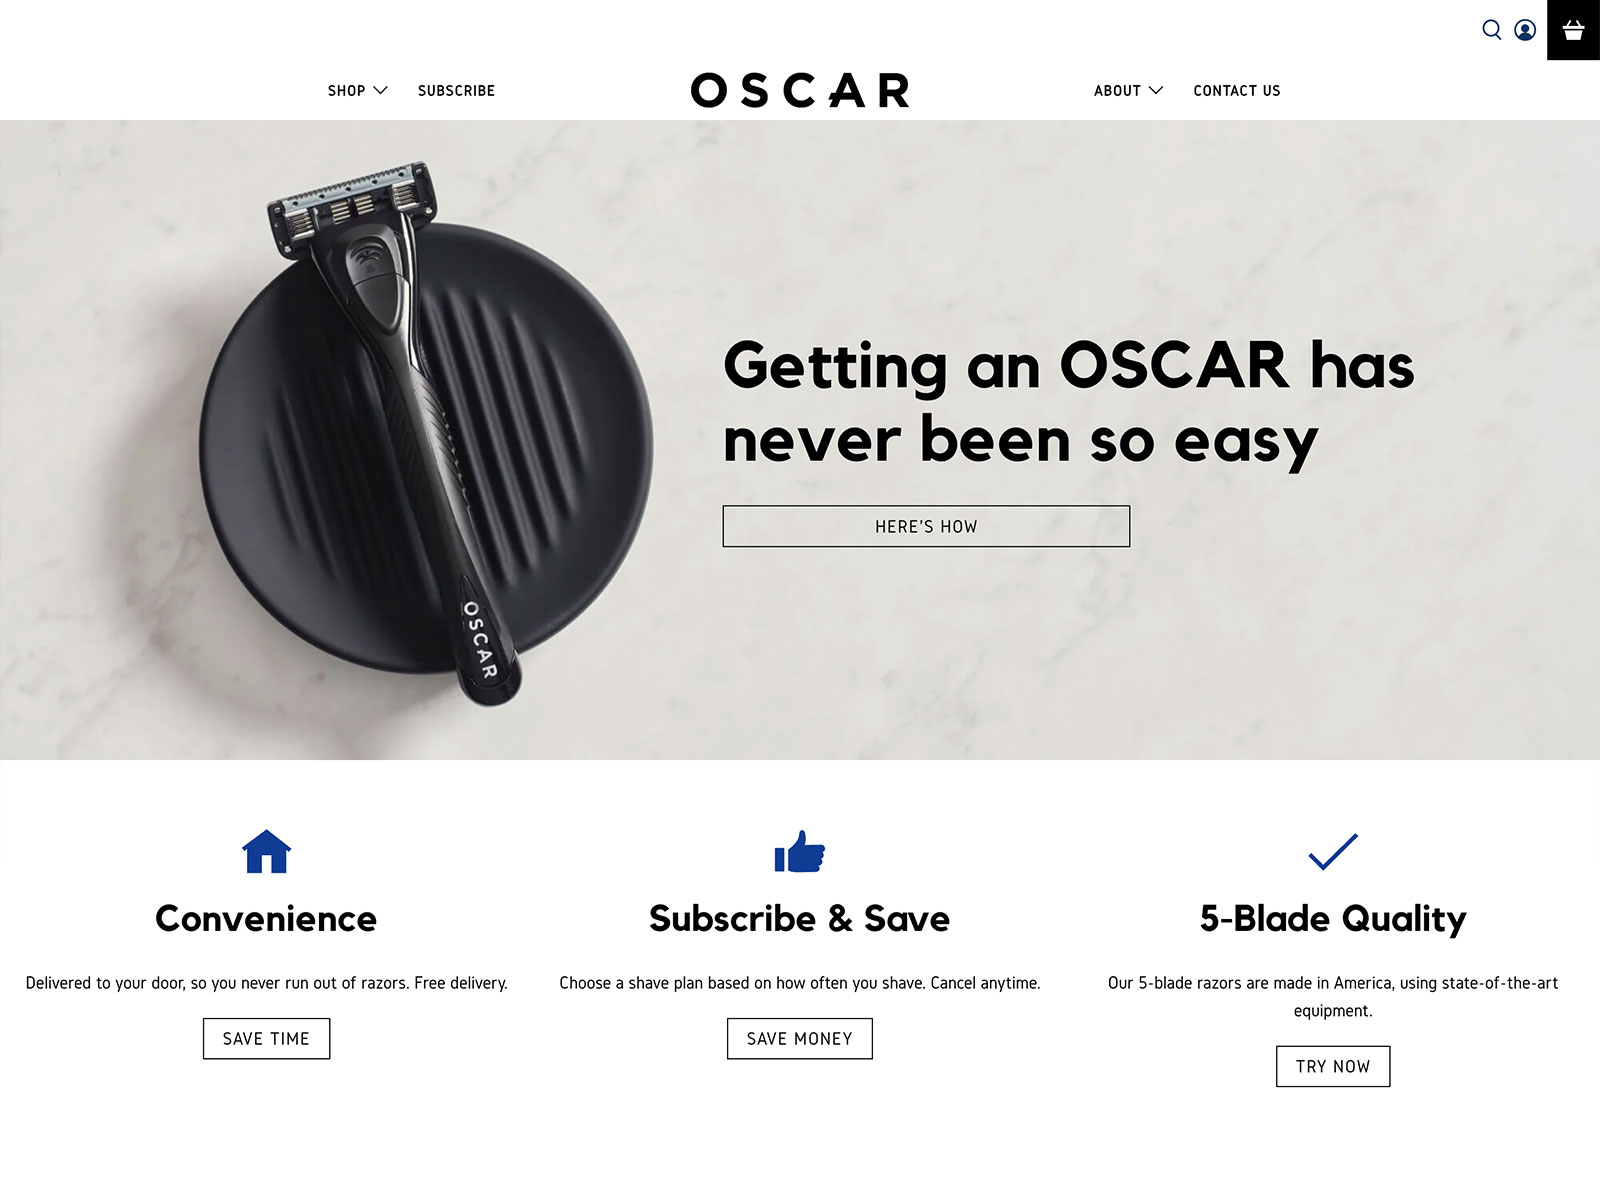 SHOP
SUBSCRIBE
OSCAR
ABOUT
CONTACT US
Getting an OSCAR has
never been so easy
HERE'S HOW
OSCAR
Convenience
Delivered to your door, so you never run out of razors. Free delivery.
SAVE TIME
Subscribe & Save
Choose a shave plan based on how often you shave. Cancel anytime.
SAVE MONEY
5-Blade Quality
Our 5-blade razors are made in America, using state-of-the-art
equipment.
TRY NOW